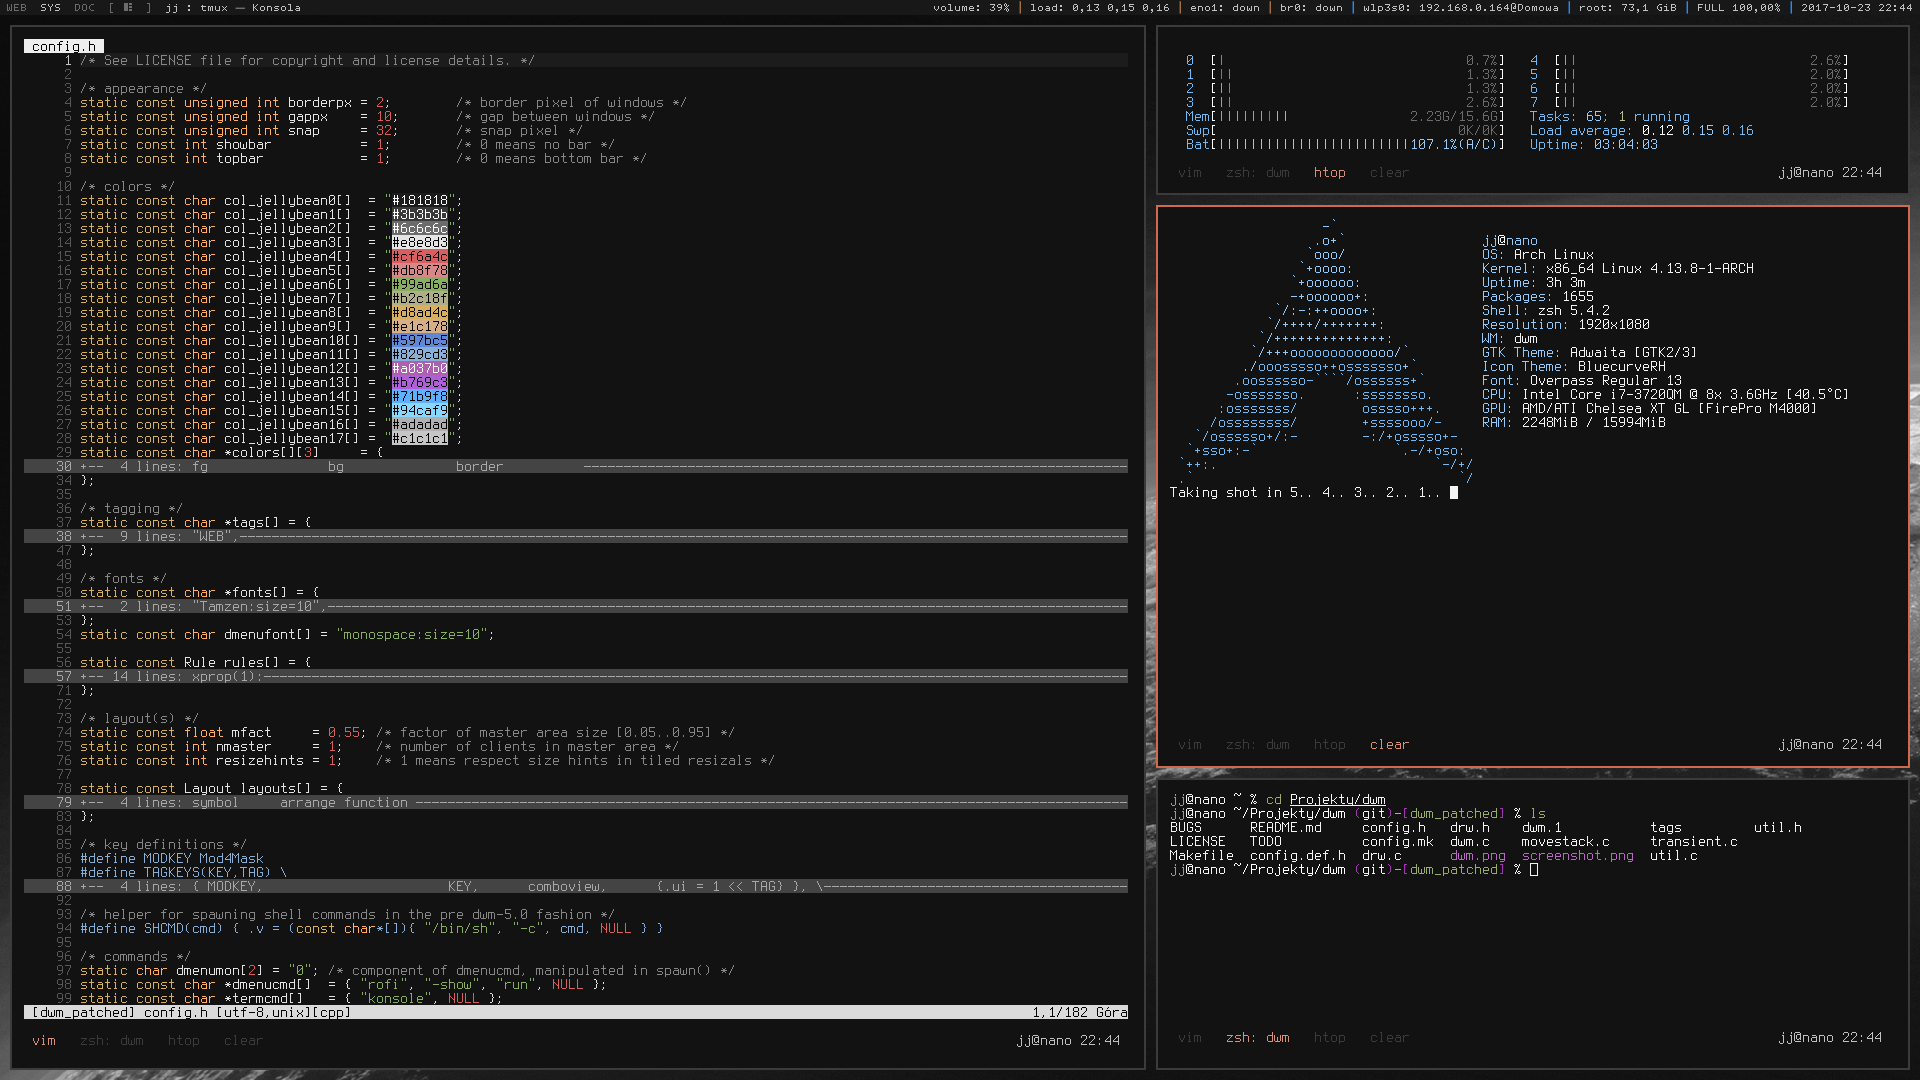 WEB SYS DOC [ ] jj : tmux — Konsola
volume: 39% | load: 0,13 0,15 0,16 | eno1: down | br0: down | wlp3s0: 192.168.0.164@Domowa | root: 73,1 GiB | FULL 100,00% | 2017-10-23 22:44
config.h
1 /* See LICENSE file for copyright and license details. */
2
3 /* appearance */
4 static const unsigned int borderpx = 2; /* border pixel of windows */
5 static const unsigned int gappx = 10; /* gap between windows */
6 static const unsigned int snap = 32; /* snap pixel */
7 static const int showbar = 1; /* 0 means no bar */
8 static const int topbar = 1; /* 0 means bottom bar */
9
10 /* colors */
11 static const char col_jellybean0[] = "#181818";
12 static const char col_jellybean1[] = "#3b3b3b";
13 static const char col_jellybean2[] = "#6c6c6c";
14 static const char col_jellybean3[] = "#e8e8d3";
15 static const char col_jellybean4[] = "#cf6a4c";
16 static const char col_jellybean5[] = "#db8f78";
17 static const char col_jellybean6[] = "#99ad6a";
18 static const char col_jellybean7[] = "#b2c18f";
19 static const char col_jellybean8[] = "#d8ad4c";
20 static const char col_jellybean9[] = "#e1c178";
21 static const char col_jellybean10[] = "#597bc5";
22 static const char col_jellybean11[] = "#829cd3";
23 static const char col_jellybean12[] = "#a037b0";
24 static const char col_jellybean13[] = "#b769c3";
25 static const char col_jellybean14[] = "#71b9f8";
26 static const char col_jellybean15[] = "#94caf9";
27 static const char col_jellybean16[] = "#adadad";
28 static const char col_jellybean17[] = "#c1c1c1";
29 static const char *colors[][3] = {
30 +-- 4 lines: fg bg border
34 };
35
36 /* tagging */
37 static const char *tags[] = {
38 +-- 9 lines: "WEB",
47 };
48
49 /* fonts */
50 static const char *fonts[] = {
51 +-- 2 lines: "Tamzen:size=10",
53 };
54 static const char dmenufont[] = "monospace:size=10";
55
56 static const Rule rules[] = {
57 +-- 14 lines: xprop(1):
71 };
72
73 /* layout(s) */
74 static const float mfact = 0.55; /* factor of master area size [0.05..0.95] */
75 static const int nmaster = 1; /* number of clients in master area */
76 static const int resizehints = 1; /* 1 means respect size hints in tiled resizals */
77
78 static const Layout layouts[] = {
79 +-- 4 lines: symbol arrange function
83 };
84
85 /* key definitions */
86 #define MODKEY Mod4Mask
87 #define TAGKEYS(KEY,TAG) \
88 +-- 4 lines: { MODKEY, KEY, comboview, {.ui = 1 << TAG} }, \
92
93 /* helper for spawning shell commands in the pre dwm-5.0 fashion */
94 #define SHCMD(cmd) { .v = (const char*[]){ "/bin/sh", "-c", cmd, NULL } }
95
96 /* commands */
97 static char dmenumon[2] = "0"; /* component of dmenucmd, manipulated in spawn() */
98 static const char *dmenucmd[] = { "rofi", "-show", "run", NULL };
99 static const char *termcmd[] = { "konsole", NULL };
[dwm_patched] config.h [utf-8,unix][cpp] 1,1/182 Góra
vim zsh: dwm htop clear jj@nano 22:44
0 [| 0.7%] 4 [|| 2.6%]
1 [|| 1.3%] 5 [|| 2.0%]
2 [|| 1.3%] 6 [|| 2.0%]
3 [|| 2.6%] 7 [|| 2.0%]
Mem[||||||||| 2.23G/15.6G] Tasks: 65; 1 running
Swp[ 0K/0K] Load average: 0.12 0.15 0.16
Bat[||||||||||||||||||||||||107.1%(A/C)] Uptime: 03:04:03
vim zsh: dwm htop clear jj@nano 22:44
-`
.o+` jj@nano
`ooo/ OS: Arch Linux
`+oooo: Kernel: x86_64 Linux 4.13.8-1-ARCH
`+oooooo: Uptime: 3h 3m
-+oooooo+: Packages: 1655
`/:-:++oooo+: Shell: zsh 5.4.2
`/++++/+++++++: Resolution: 1920x1080
`/++++++++++++++: WM: dwm
`/+++ooooooooooooo/` GTK Theme: Adwaita [GTK2/3]
./ooosssso++osssssso+` Icon Theme: BluecurveRH
.oossssso-````/ossssss+` Font: Overpass Regular 13
-osssssso. :ssssssso. CPU: Intel Core i7-3720QM @ 8x 3.6GHz [40.5°C]
:osssssss/ osssso+++. GPU: AMD/ATI Chelsea XT GL [FirePro M4000]
/ossssssss/ +ssssooo/- RAM: 2248MiB / 15994MiB
`/ossssso+/:- -:/+osssso+-
`+sso+:-` `.-/+oso:
`++:. `-/+/
.` `/
Taking shot in 5.. 4.. 3.. 2.. 1..
vim zsh: dwm htop clear jj@nano 22:44
jj@nano ~ % cd Projekty/dwm
jj@nano ~/Projekty/dwm (git)-[dwm_patched] % ls
BUGS README.md config.h drw.h dwm.1 tags util.h
LICENSE TODO config.mk dwm.c movestack.c transient.c
Makefile config.def.h drw.c dwm.png screenshot.png util.c
jj@nano ~/Projekty/dwm (git)-[dwm_patched] %
vim zsh: dwm htop clear jj@nano 22:44